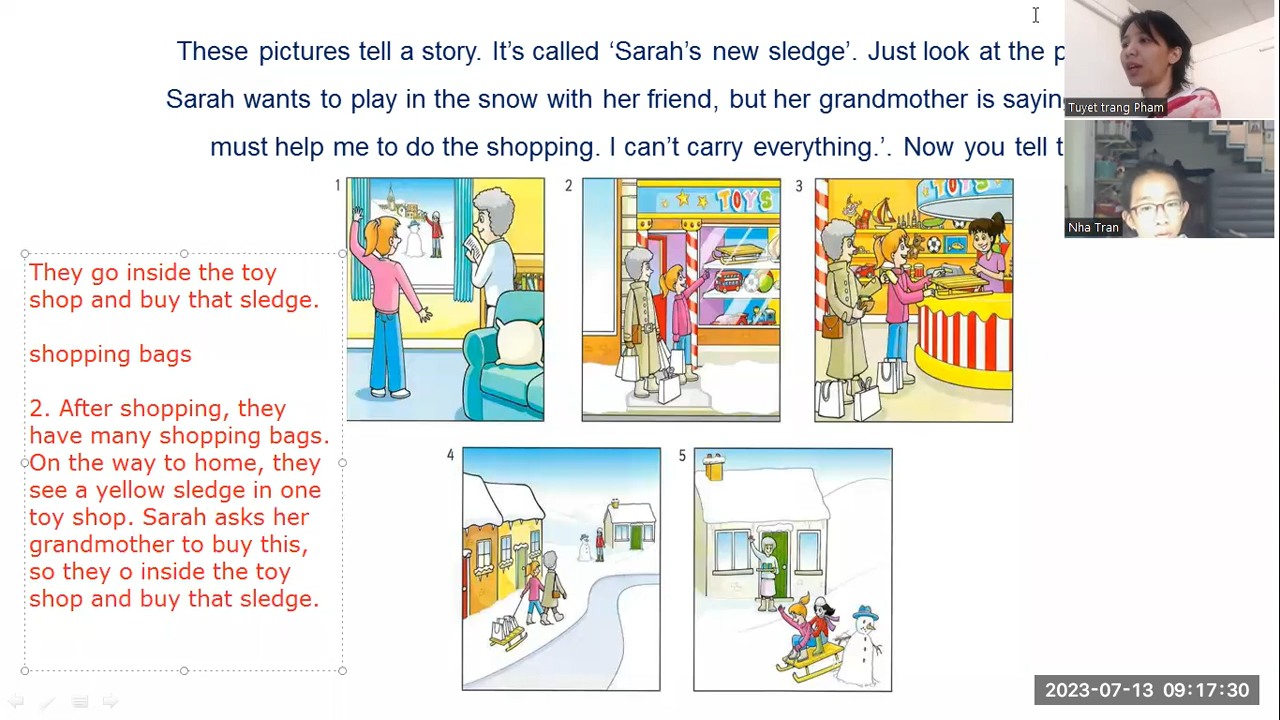 These pictures tell a story. It's called ‘Sarah's new sledge’. Just look at the
Sarah wants to play in the snow with her friend, but her grandmother is
must help me to do the shopping. I can't carry everything.’. Now you tell
1
2
3
TOYS
TOYS
They go inside the toy
shop and buy that sledge.
shopping bags
2. After shopping, they
have many shopping bags.
On the way to home, they
see a yellow sledge in one
toy shop. Sarah asks her
grandmother to buy this,
so they o inside the toy
shop and buy that sledge.
4
5
Tuyet trang Pham
Nha Tran
2023-07-13 09:17:30